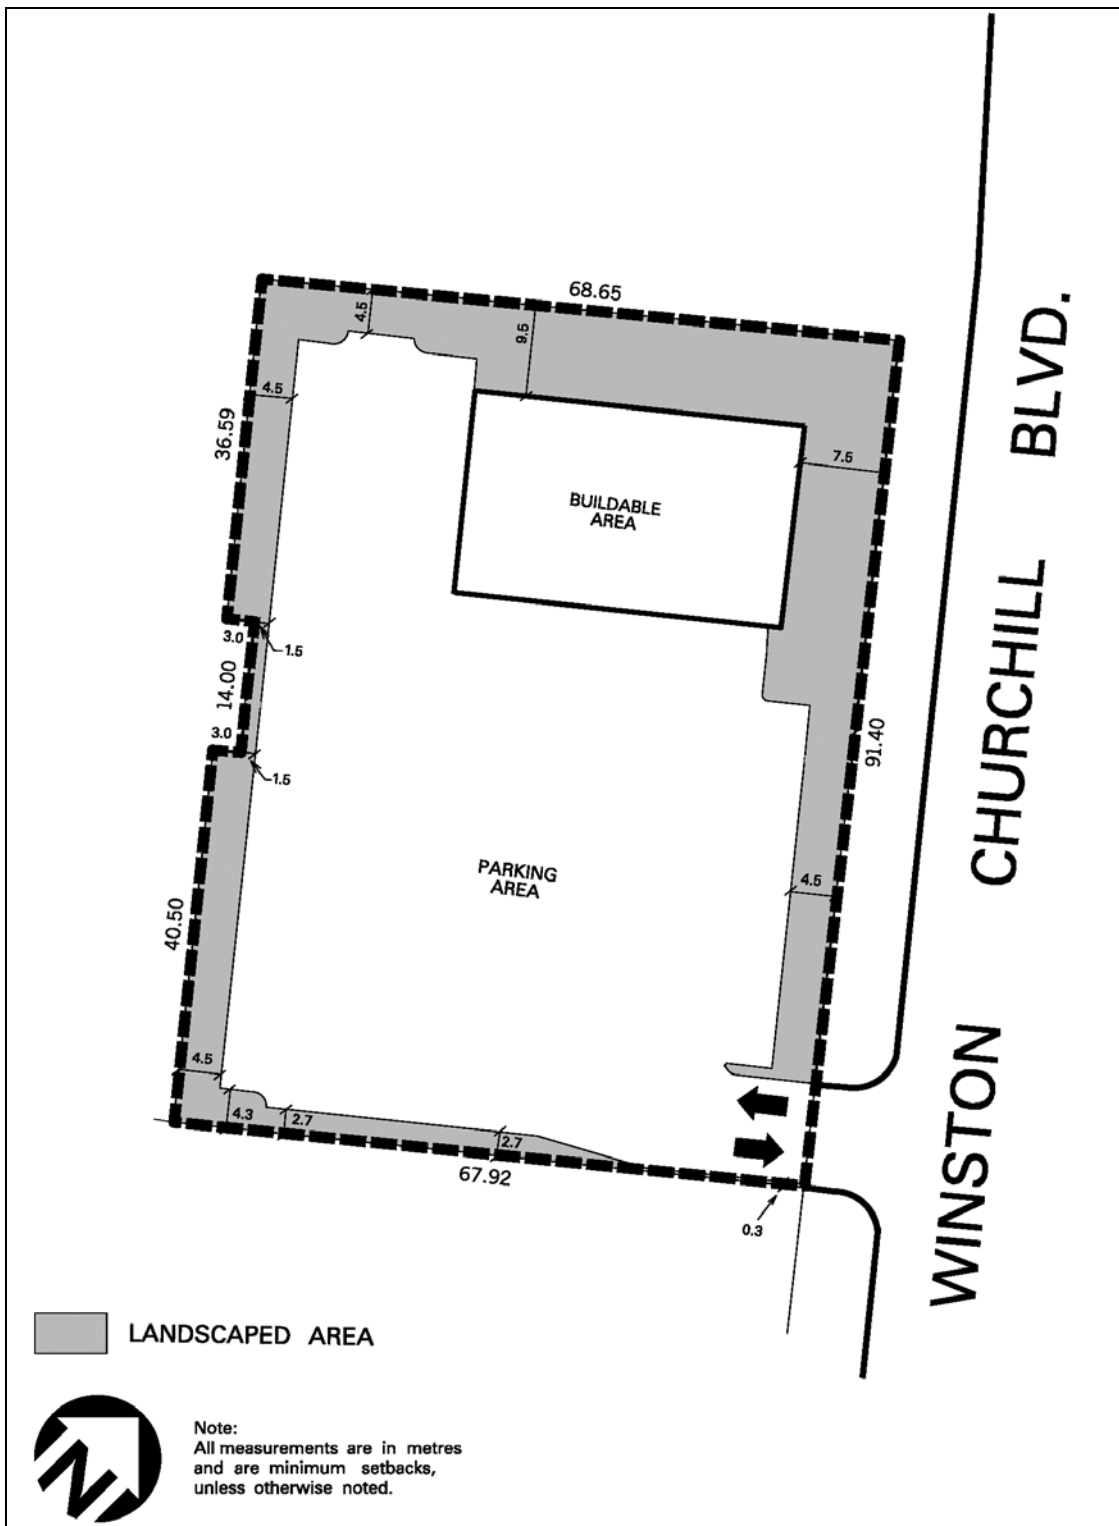 68.65
4.5
9.5
4.5
7.5
36.59
BUILDABLE
AREA
3.0
1.5
14.00
3.0
1.5
91.40
PARKING
AREA
4.5
40.50
4.5
4.3
2.7
2.7
67.92
0.3
WINSTON CHURCHILL BLVD.
LANDSCAPED AREA
N
Note:
All measurements are in metres
and are minimum setbacks,
unless otherwise noted.